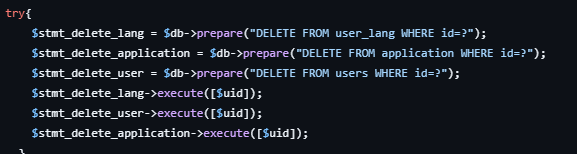 try{
$stmt_delete_lang = $db->prepare("DELETE FROM user_lang WHERE id=?");
$stmt_delete_application = $db->prepare("DELETE FROM application WHERE id=?");
$stmt_delete_user = $db->prepare("DELETE FROM users WHERE id=?");
$stmt_delete_lang->execute([$uid]);
$stmt_delete_user->execute([$uid]);
$stmt_delete_application->execute([$uid]);
}